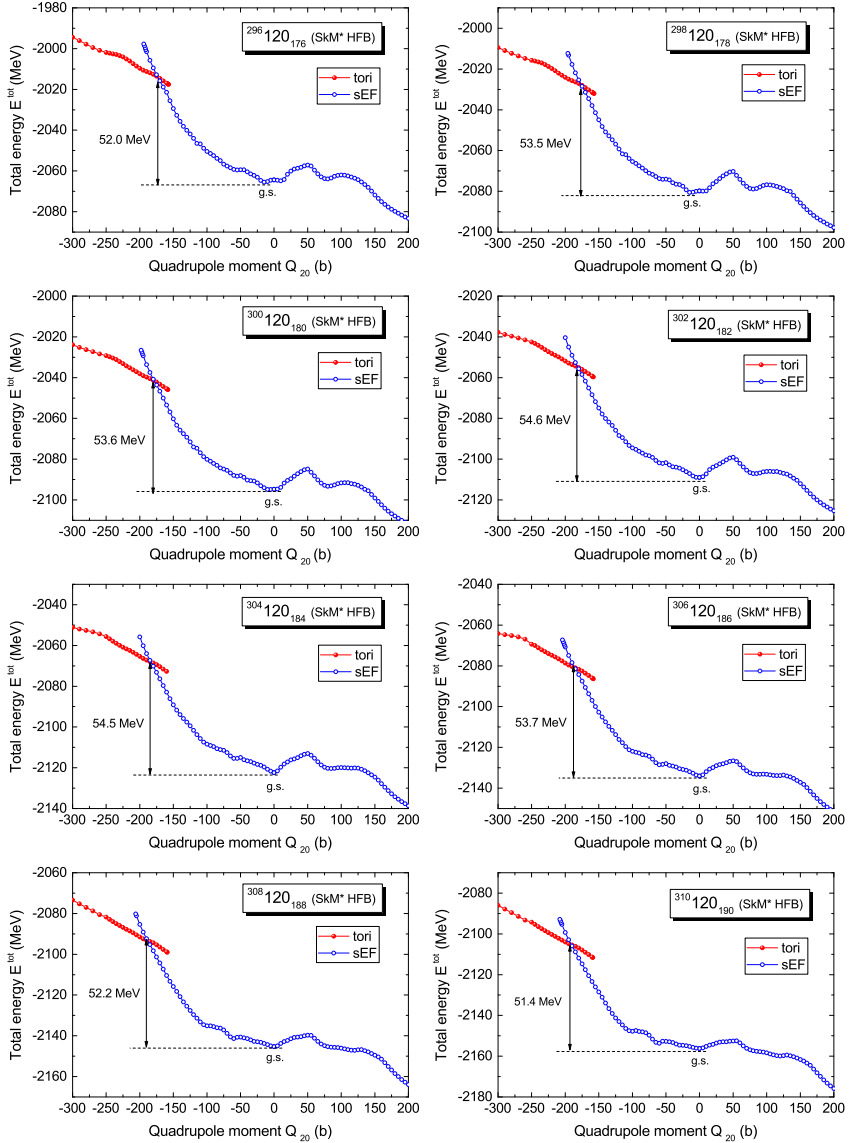 -1980
-2000
-2020
-2040
-2060
-2080
Total energy E^tot (MeV)
²⁹⁶120₁₇₆ (SkM* HFB)
tori
sEF
52.0 MeV
g.s.
-300 -250 -200 -150 -100 -50 0 50 100 150 200
Quadrupole moment Q₂₀ (b)
-2000
-2020
-2040
-2060
-2080
-2100
Total energy E^tot (MeV)
²⁹⁸120₁₇₈ (SkM* HFB)
tori
sEF
53.5 MeV
g.s.
-300 -250 -200 -150 -100 -50 0 50 100 150 200
Quadrupole moment Q₂₀ (b)
-2000
-2020
-2040
-2060
-2080
-2100
Total energy E^tot (MeV)
³⁰⁰120₁₈₀ (SkM* HFB)
tori
sEF
53.6 MeV
g.s.
-300 -250 -200 -150 -100 -50 0 50 100 150 200
Quadrupole moment Q₂₀ (b)
-2020
-2040
-2060
-2080
-2100
-2120
Total energy E^tot (MeV)
³⁰²120₁₈₂ (SkM* HFB)
tori
sEF
54.6 MeV
g.s.
-300 -250 -200 -150 -100 -50 0 50 100 150 200
Quadrupole moment Q₂₀ (b)
-2040
-2060
-2080
-2100
-2120
-2140
Total energy E^tot (MeV)
³⁰⁴120₁₈₄ (SkM* HFB)
tori
sEF
54.5 MeV
g.s.
-300 -250 -200 -150 -100 -50 0 50 100 150 200
Quadrupole moment Q₂₀ (b)
-2040
-2060
-2080
-2100
-2120
-2140
Total energy E^tot (MeV)
³⁰⁶120₁₈₆ (SkM* HFB)
tori
sEF
53.7 MeV
g.s.
-300 -250 -200 -150 -100 -50 0 50 100 150 200
Quadrupole moment Q₂₀ (b)
-2060
-2080
-2100
-2120
-2140
-2160
Total energy E^tot (MeV)
³⁰⁸120₁₈₈ (SkM* HFB)
tori
sEF
52.2 MeV
g.s.
-300 -250 -200 -150 -100 -50 0 50 100 150 200
Quadrupole moment Q₂₀ (b)
-2080
-2100
-2120
-2140
-2160
-2180
Total energy E^tot (MeV)
³¹⁰120₁₉₀ (SkM* HFB)
tori
sEF
51.4 MeV
g.s.
-300 -250 -200 -150 -100 -50 0 50 100 150 200
Quadrupole moment Q₂₀ (b)